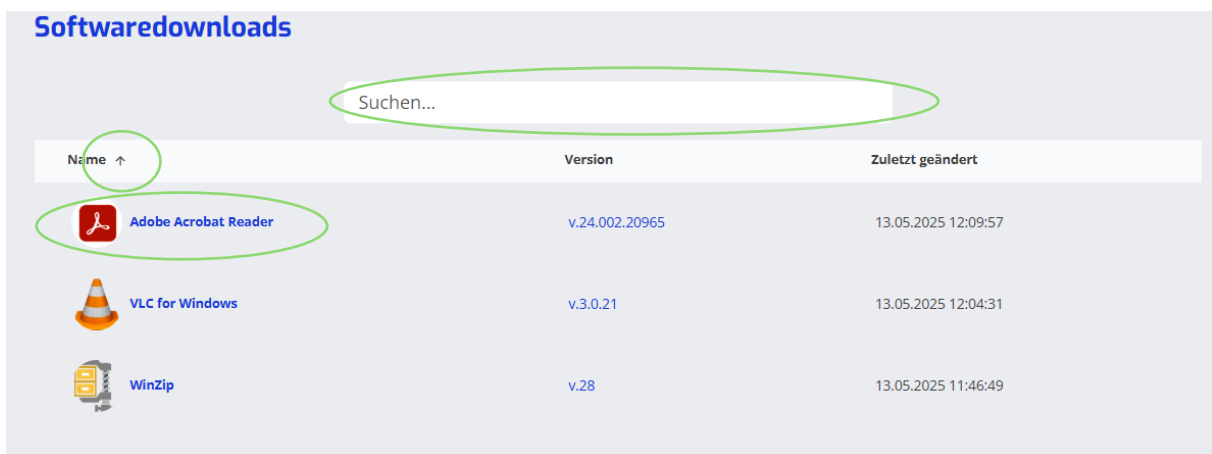 Softwaredownloads
Suchen...
Name ↑ Version Zuletzt geändert
Adobe Acrobat Reader v.24.002.20965 13.05.2025 12:09:57
VLC for Windows v.3.0.21 13.05.2025 12:04:31
WinZip v.28 13.05.2025 11:46:49